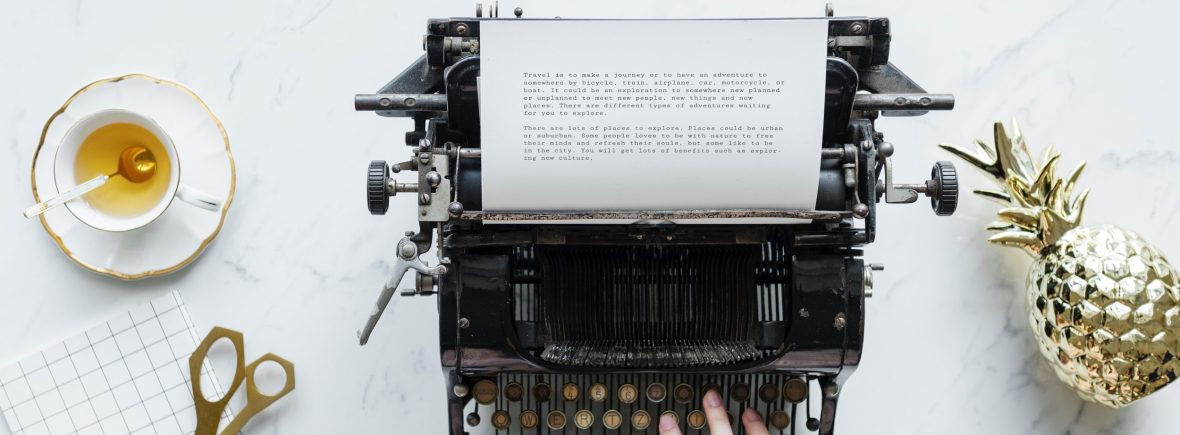 Travel is to make a journey or to have an adventure to
somewhere by bicycle, train, airplane, car, motorcycle, or
boat. It could be an exploration to somewhere new planned
or unplanned to meet new people, new things and new
places. There are different types of adventures waiting
for you to explore.
There are lots of places to explore. Places could be urban
or suburban. Some people loves to be with nature to free
their minds and refresh their souls, but some like to be
in the city. You will get lots of benefits such as explor-
ing new culture.
4 5 6
W E R T Z